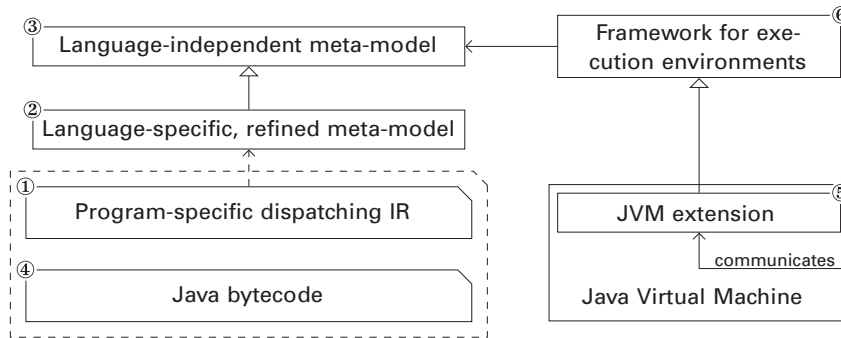 ③
Language-independent meta-model
⑥
Framework for exe-
cution environments
②
Language-specific, refined meta-model
①
Program-specific dispatching IR
⑤
JVM extension
communicates
④
Java bytecode
Java Virtual Machine